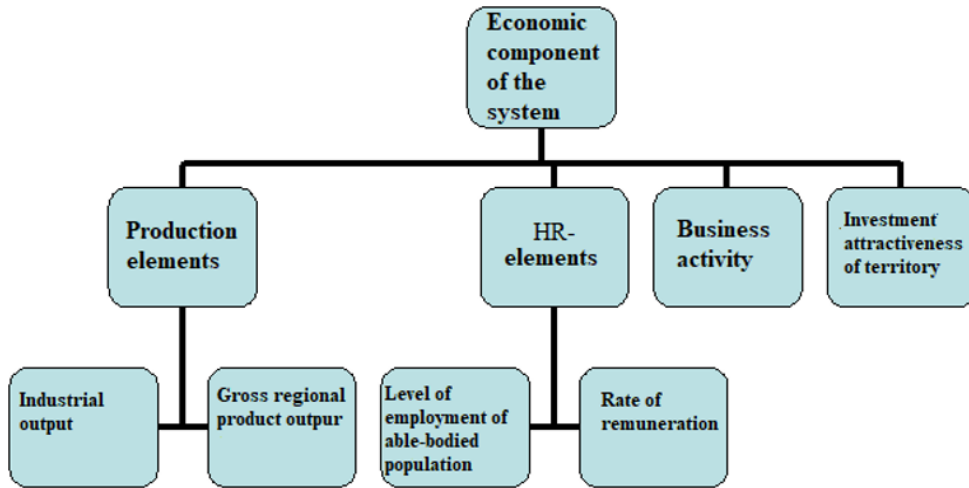 Economic
component
of the
system
Production
elements
HR-
elements
Business
activity
Investment
attractiveness
of territory
Industrial
output
Gross regional
product outpur
Level of
employment of
able-bodied
population
Rate of
remuneration